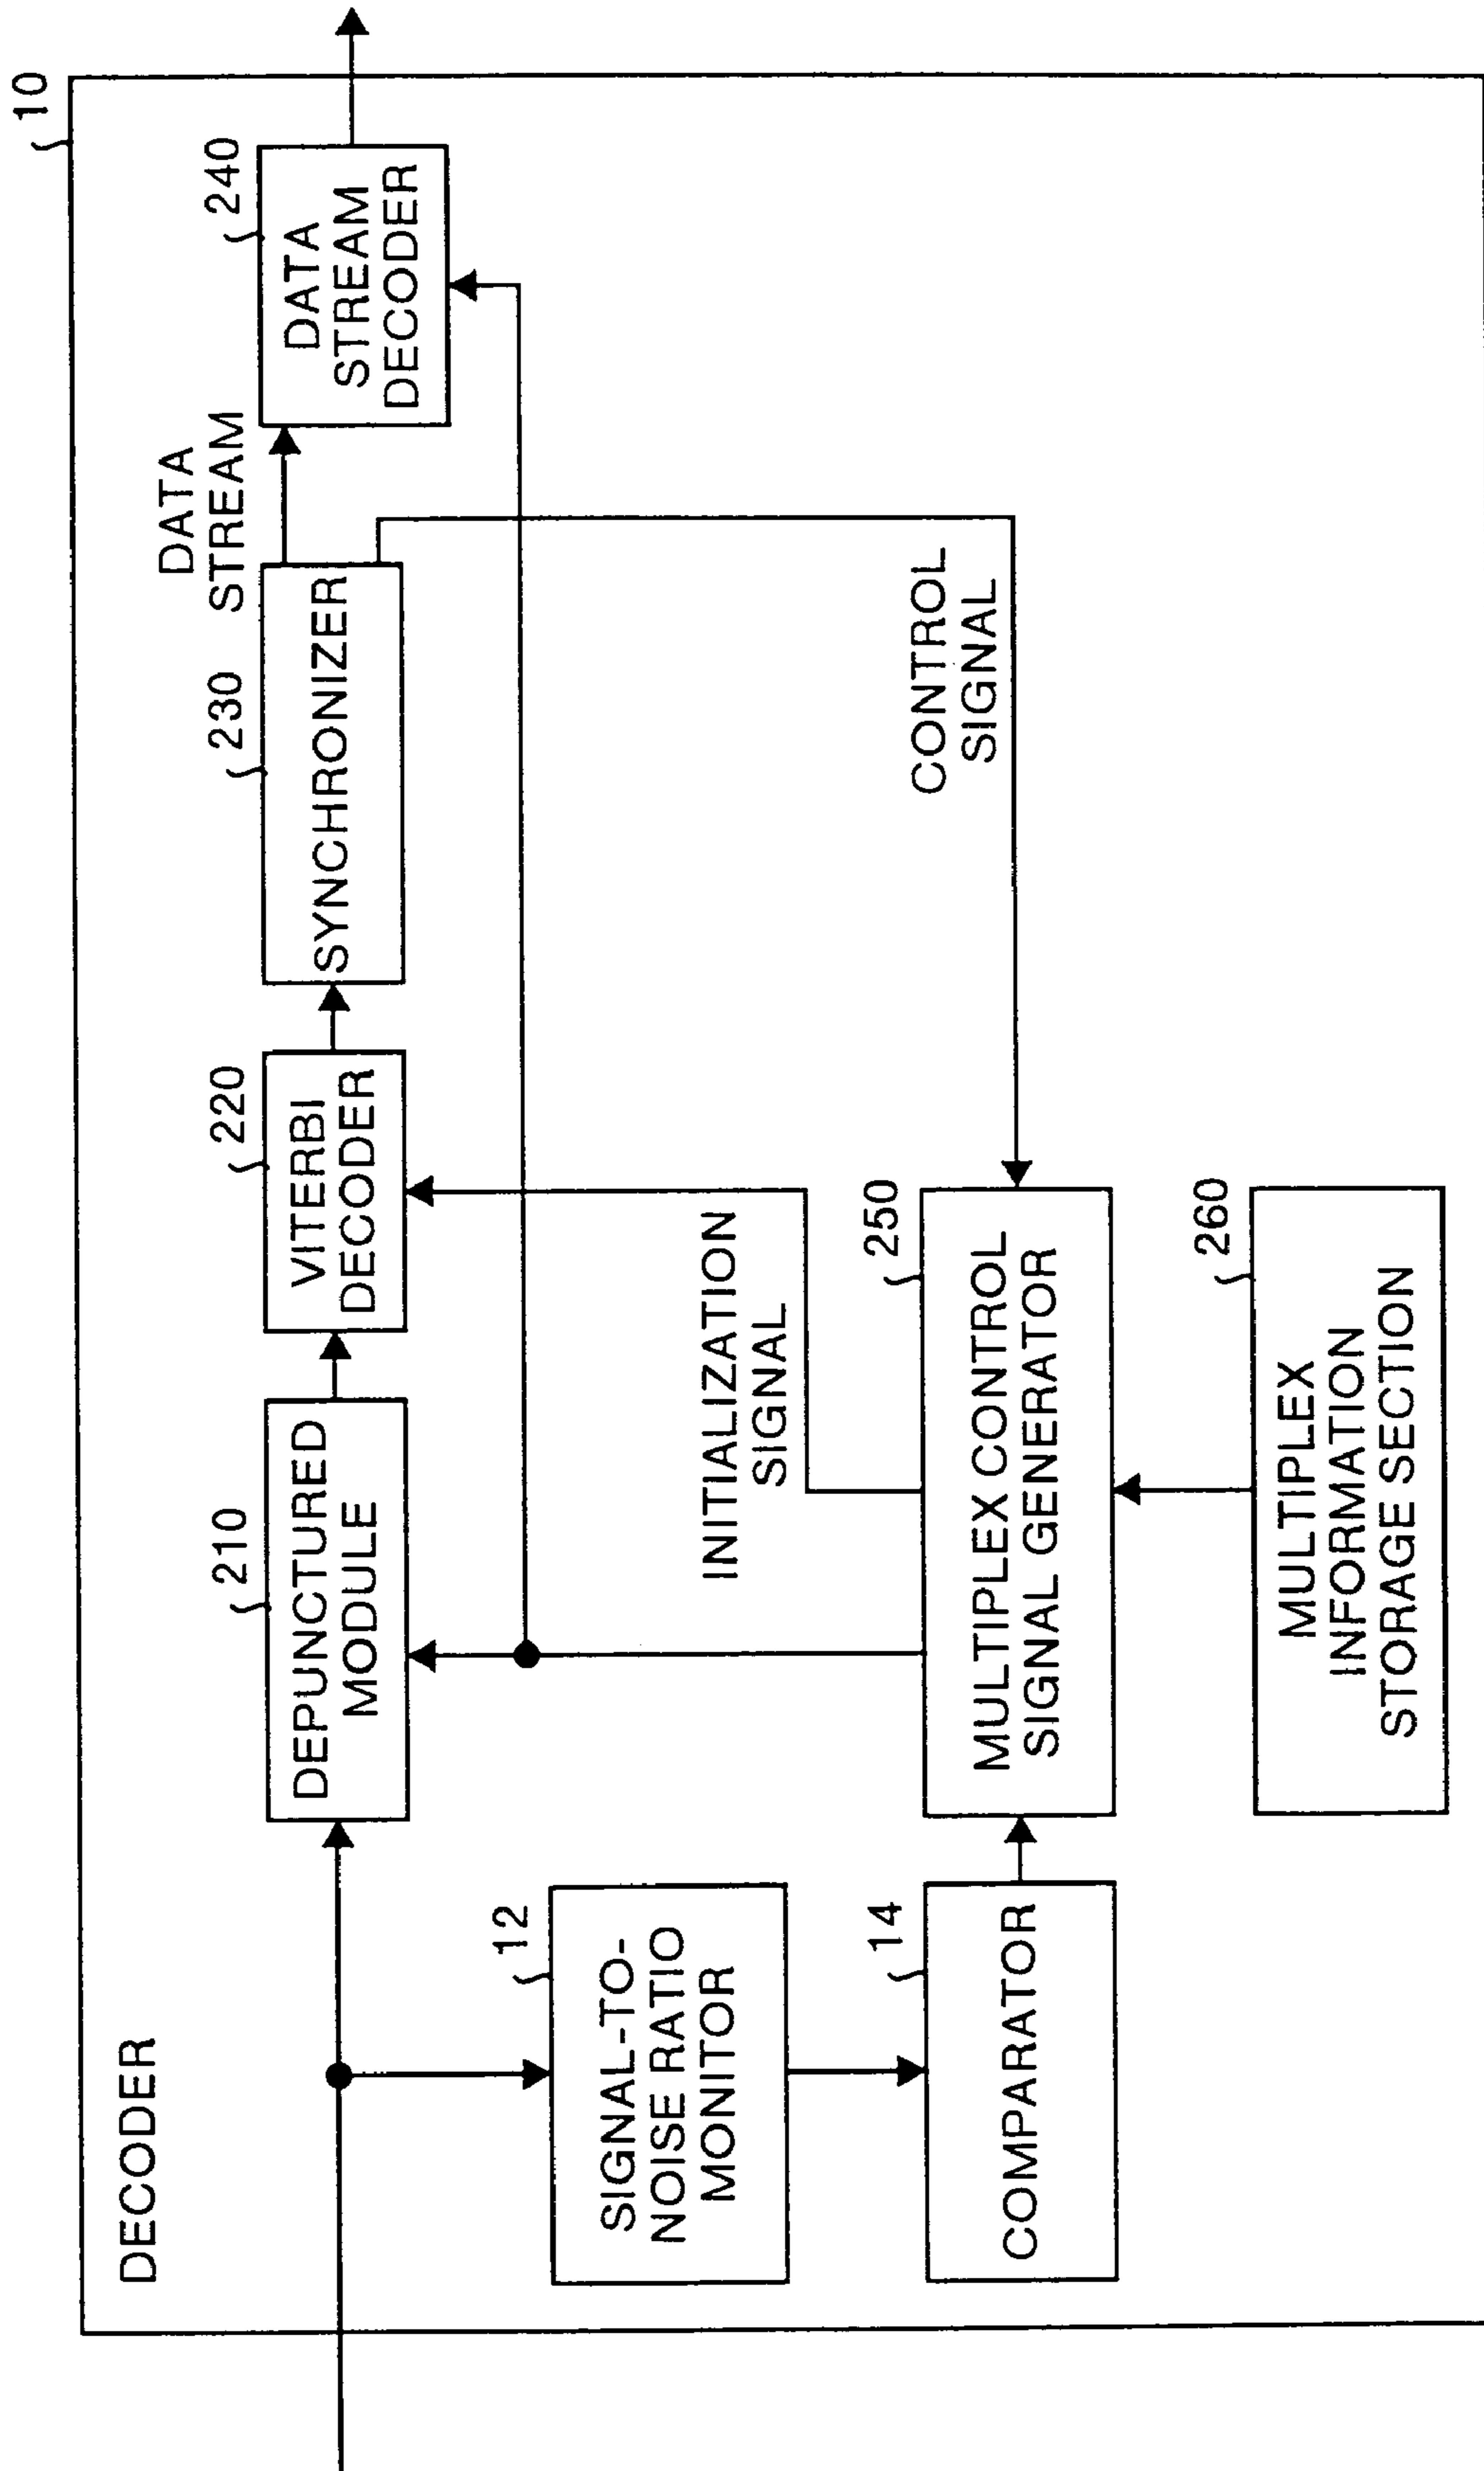 10
DECODER
210
DEPUNCTURED
MODULE
220
VITERBI
DECODER
230
SYNCHRONIZER
DATA
STREAM
240
DATA
STREAM
DECODER
12
SIGNAL-TO-
NOISE RATIO
MONITOR
INITIALIZATION
SIGNAL
CONTROL
SIGNAL
14
COMPARATOR
250
MULTIPLEX CONTROL
SIGNAL GENERATOR
260
MULTIPLEX
INFORMATION
STORAGE SECTION